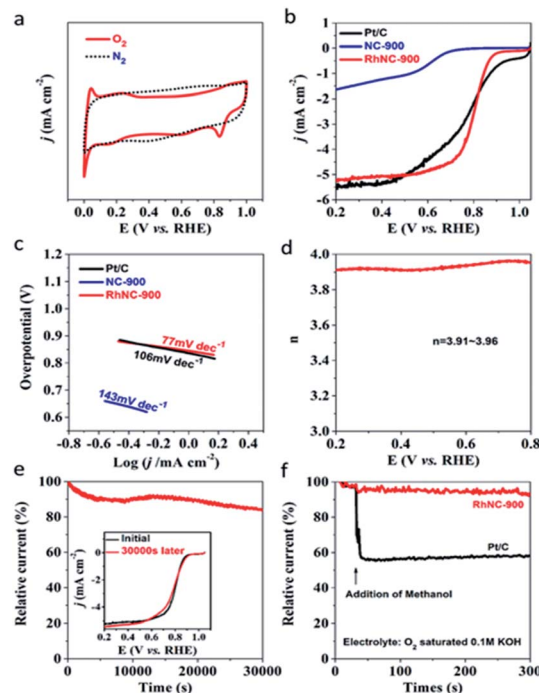 a
O₂
N₂
j (mA cm⁻²)
0.0 0.2 0.4 0.6 0.8 1.0
E (V vs. RHE)
b
Pt/C
NC-900
RhNC-900
j (mA cm⁻²)
1
0
-1
-2
-3
-4
-5
-6
0.2 0.4 0.6 0.8 1.0
E (V vs. RHE)
c
Pt/C
NC-900
RhNC-900
Overpotential (V)
1.2
1.1
1.0
0.9
0.8
0.7
0.6
77mV dec⁻¹
106mV dec⁻¹
143mV dec⁻¹
-0.8 -0.6 -0.4 -0.2 0.0 0.2 0.4 0.6
Log (j /mA cm⁻²)
d
n
4.0
3.8
3.6
3.4
3.2
3.0
n=3.91~3.96
0.2 0.4 0.6 0.8
E (V vs. RHE)
e
Relative current (%)
100
80
60
40
20
0
Initial
30000s later
j (mA cm⁻²)
0
-2
-4
0.2 0.4 0.6 0.8 1.0
E (V vs. RHE)
0 10000 20000 30000
Time (s)
f
Relative current (%)
100
80
60
40
20
0
RhNC-900
Pt/C
Addition of Methanol
Electrolyte: O₂ saturated 0.1M KOH
0 100 200 300
Times (s)